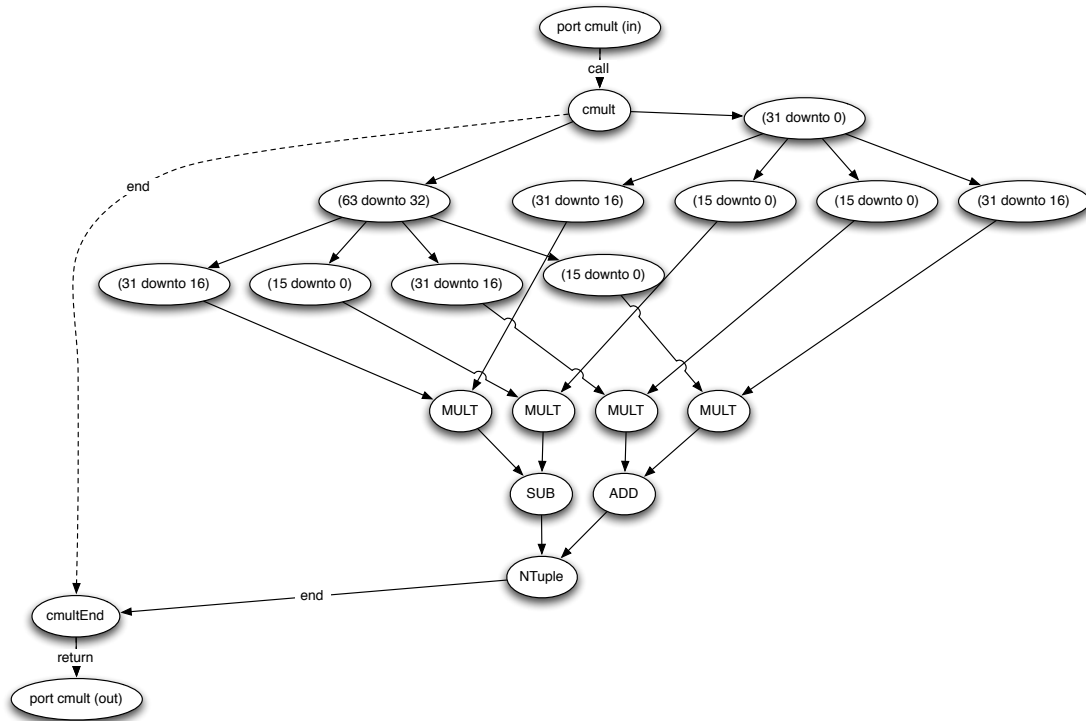 port cmult (in)
call
cmult
(31 downto 0)
end
(63 downto 32)
(31 downto 16)
(15 downto 0)
(15 downto 0)
(31 downto 16)
(31 downto 16)
(15 downto 0)
(31 downto 16)
(15 downto 0)
MULT
MULT
MULT
MULT
SUB
ADD
NTuple
end
cmultEnd
return
port cmult (out)